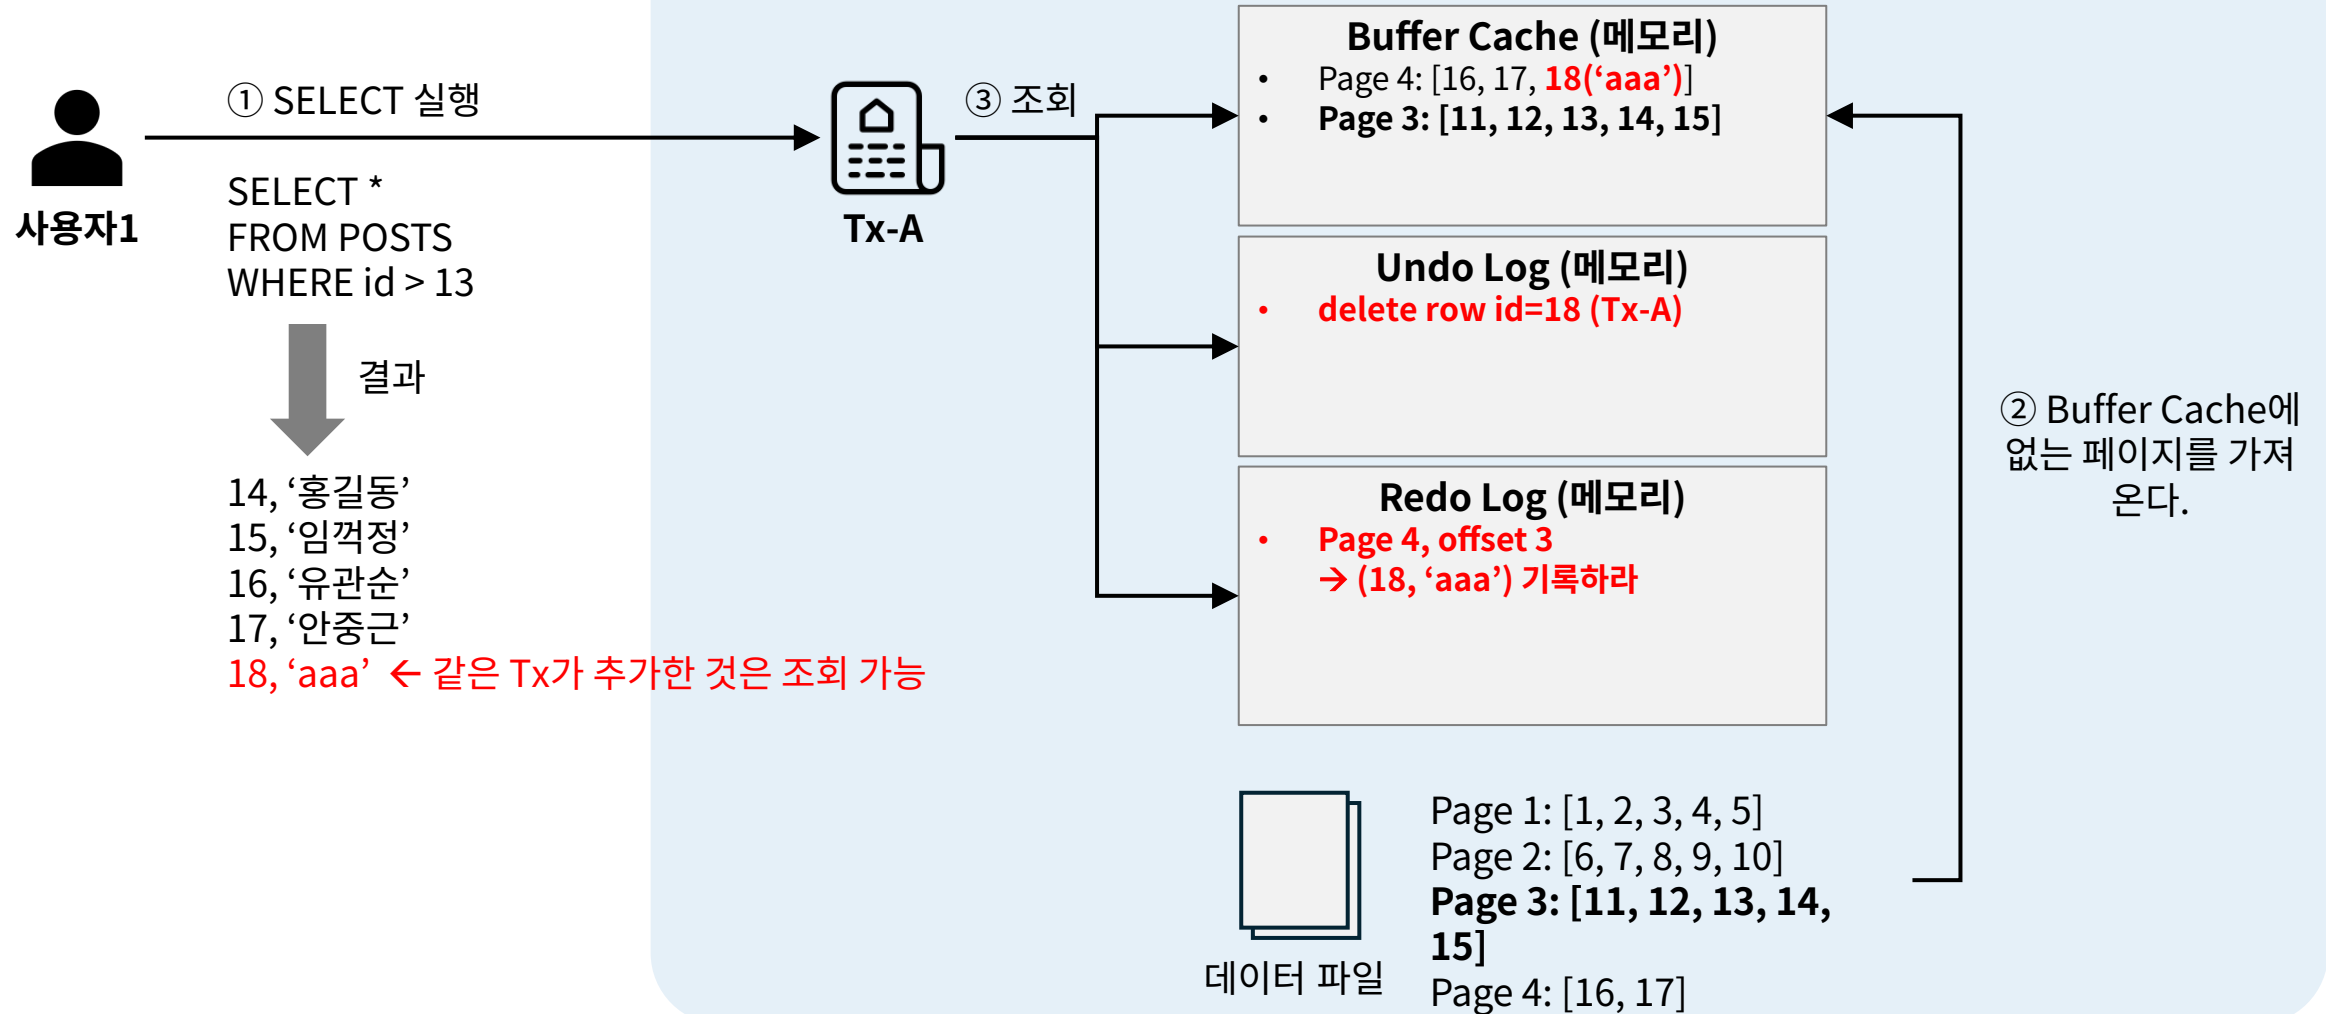 사용자1
① SELECT 실행
SELECT *
FROM POSTS
WHERE id > 13
결과
14, ‘홍길동’
15, ‘임꺽정’
16, ‘유관순’
17, ‘안중근’
18, ‘aaa’ ← 같은 Tx가 추가한 것은 조회 가능
Tx-A
③ 조회
Buffer Cache (메모리)
• Page 4: [16, 17, 18(‘aaa’)]
• Page 3: [11, 12, 13, 14, 15]
Undo Log (메모리)
• delete row id=18 (Tx-A)
Redo Log (메모리)
• Page 4, offset 3
→ (18, ‘aaa’) 기록하라
② Buffer Cache에
없는 페이지를 가져
온다.
데이터 파일
Page 1: [1, 2, 3, 4, 5]
Page 2: [6, 7, 8, 9, 10]
Page 3: [11, 12, 13, 14,
15]
Page 4: [16, 17]